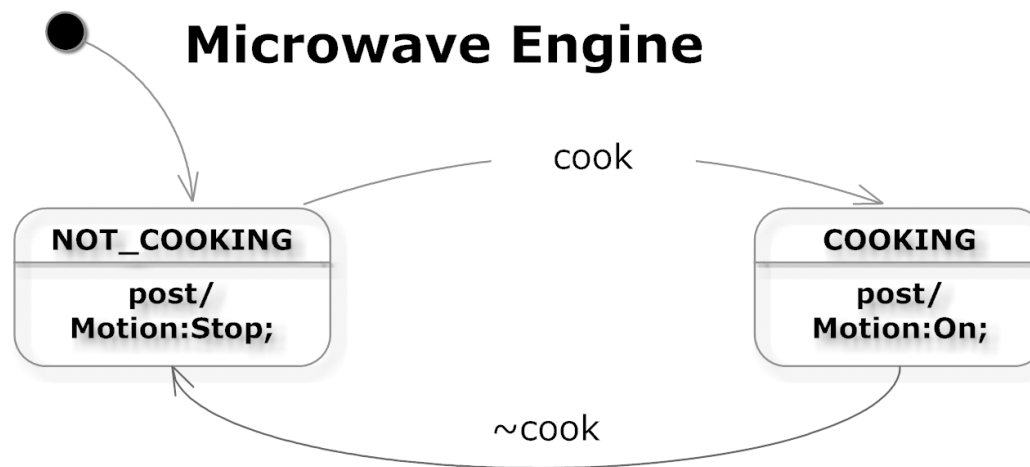 Microwave Engine
cook
NOT_COOKING
post/
Motion:Stop;
COOKING
post/
Motion:On;
~cook